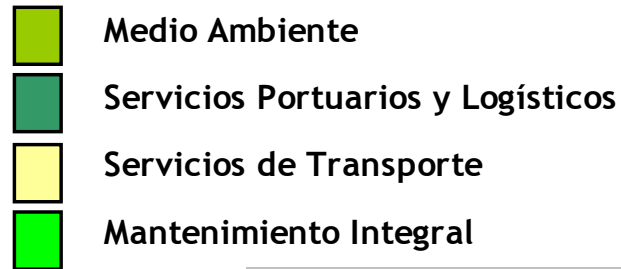 Medio Ambiente
Servicios Portuarios y Logísticos
Servicios de Transporte
Mantenimiento Integral